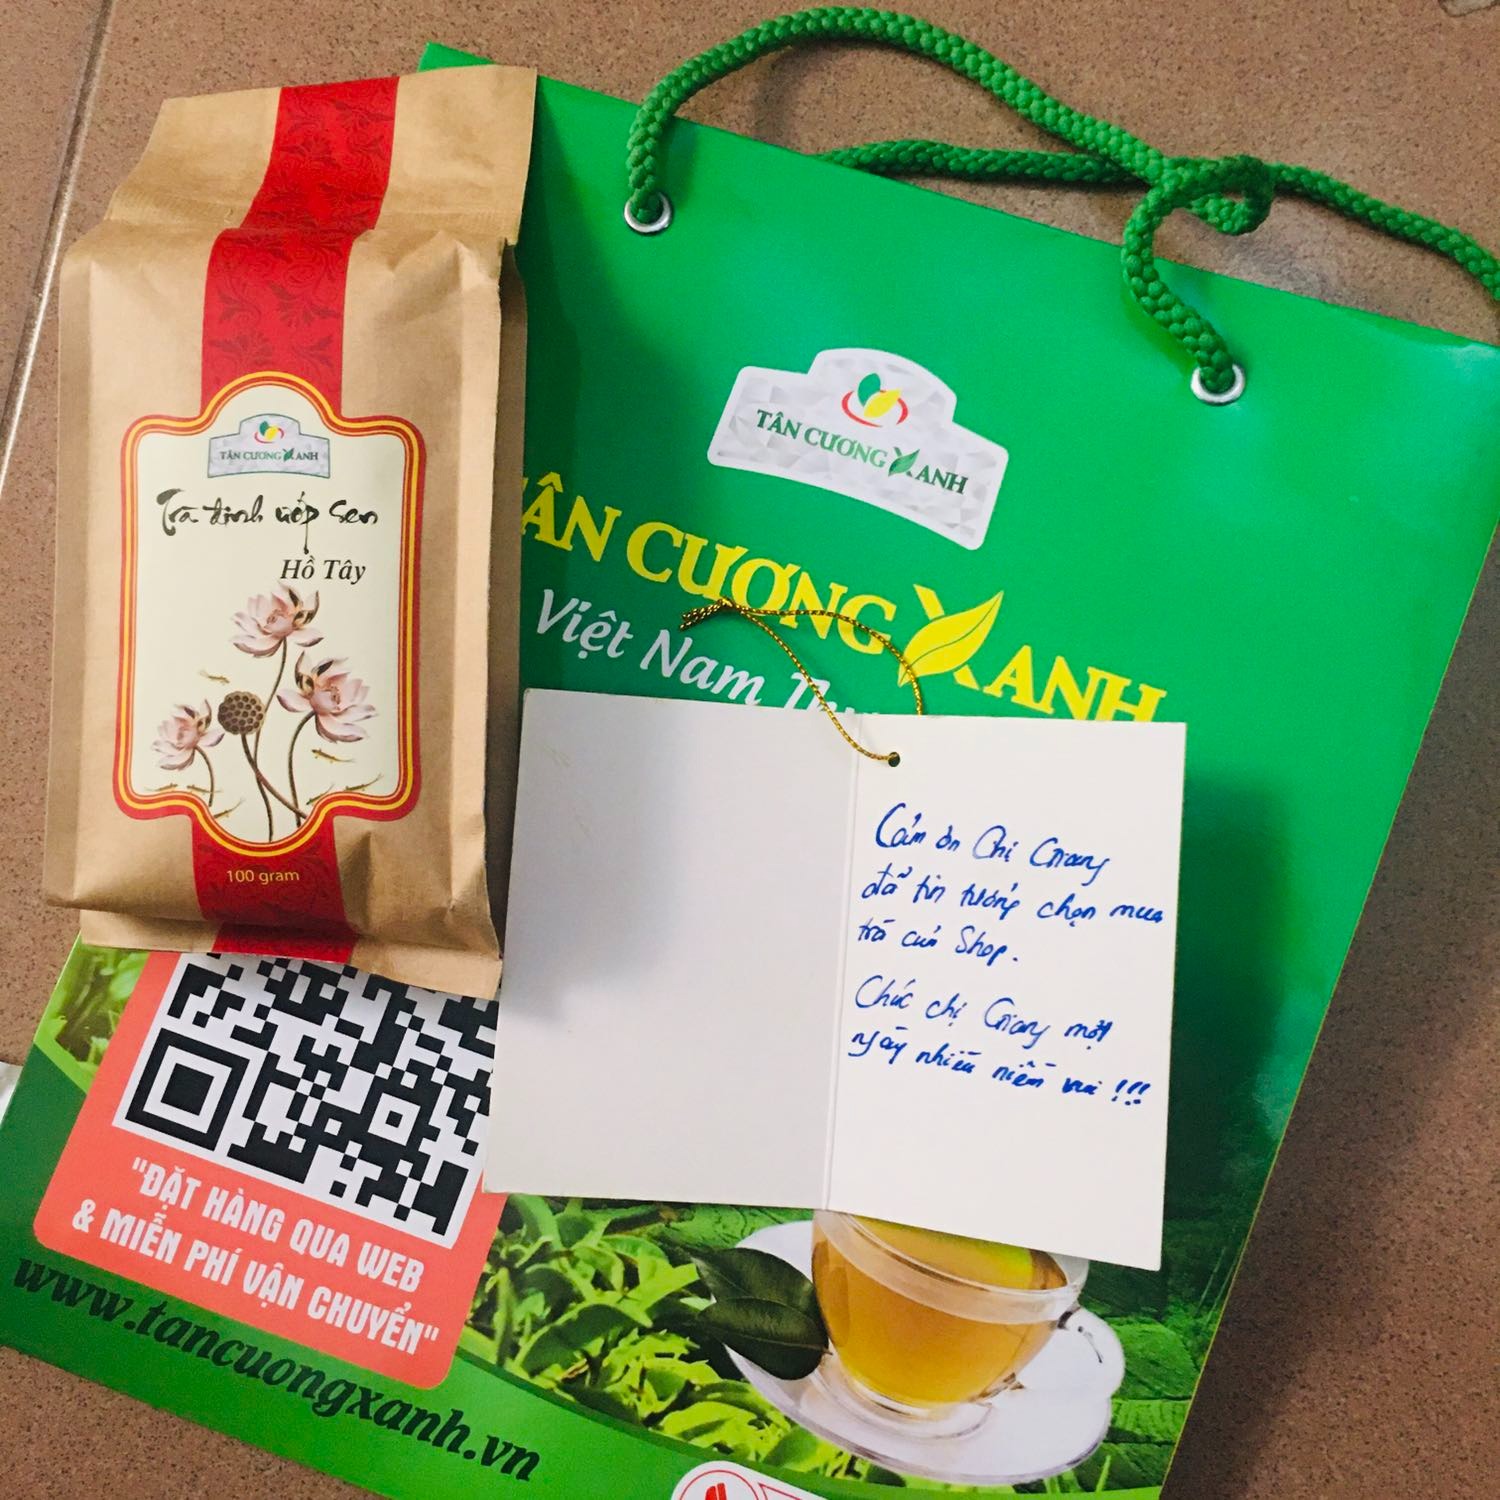 TÂN CƯƠNG XANH
Trà đinh ướp sen
Hồ Tây
100 gram
TÂN CƯƠNG XANH
TÂN CƯƠNG XANH
Việt Nam
Cảm ơn Chị Giang
đã tin tưởng chọn mua
trà của Shop.
Chúc chị Giang một
ngày nhiều niềm vui !!!
"ĐẶT HÀNG QUA WEB
& MIỄN PHÍ VẬN CHUYỂN"
www.tancuongxanh.vn